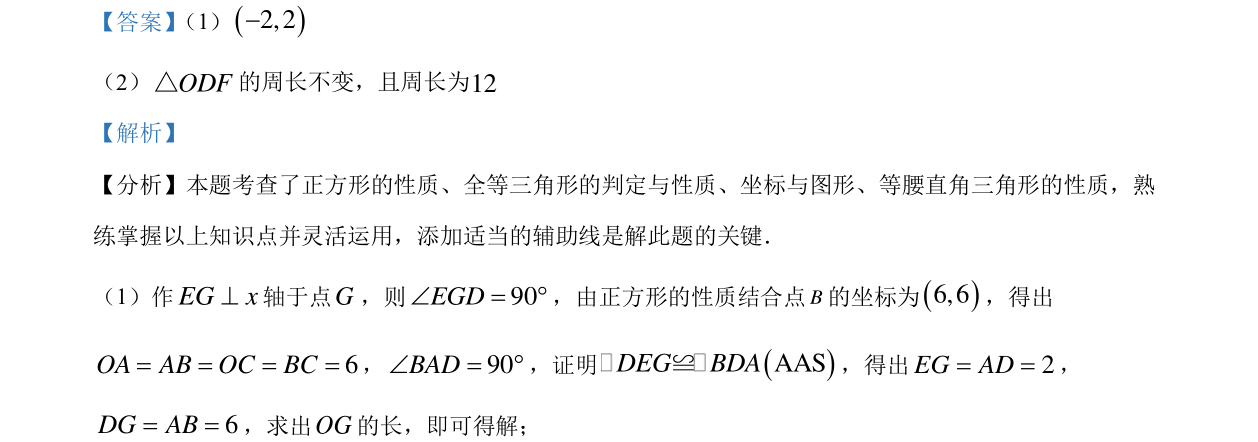 【答案】（1）(−2,2)
（2）△ODF 的周长不变，且周长为12
【解析】
【分析】本题考查了正方形的性质、全等三角形的判定与性质、坐标与图形、等腰直角三角形的性质，熟
练掌握以上知识点并灵活运用，添加适当的辅助线是解此题的关键．
（1）作 EG ⊥ x 轴于点 G ，则 ∠EGD = 90° ，由正方形的性质结合点 B 的坐标为(6,6)，得出
OA = AB = OC = BC = 6，∠BAD = 90° ，证明□DEG≌□BDA(AAS)，得出 EG = AD = 2，
DG = AB = 6，求出 OG 的长，即可得解；